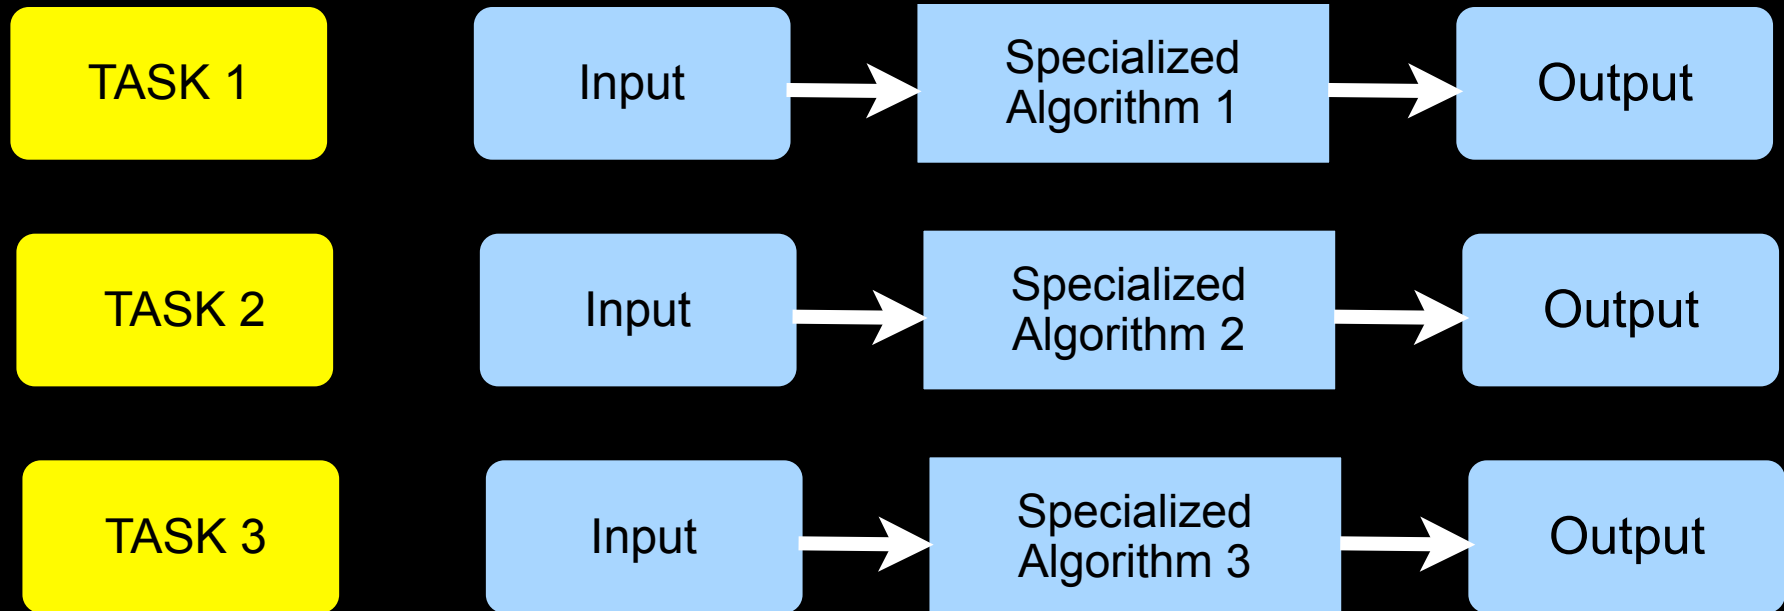 TASK 1
Input
Specialized
Algorithm 1
Output
TASK 2
Input
Specialized
Algorithm 2
Output
TASK 3
Input
Specialized
Algorithm 3
Output